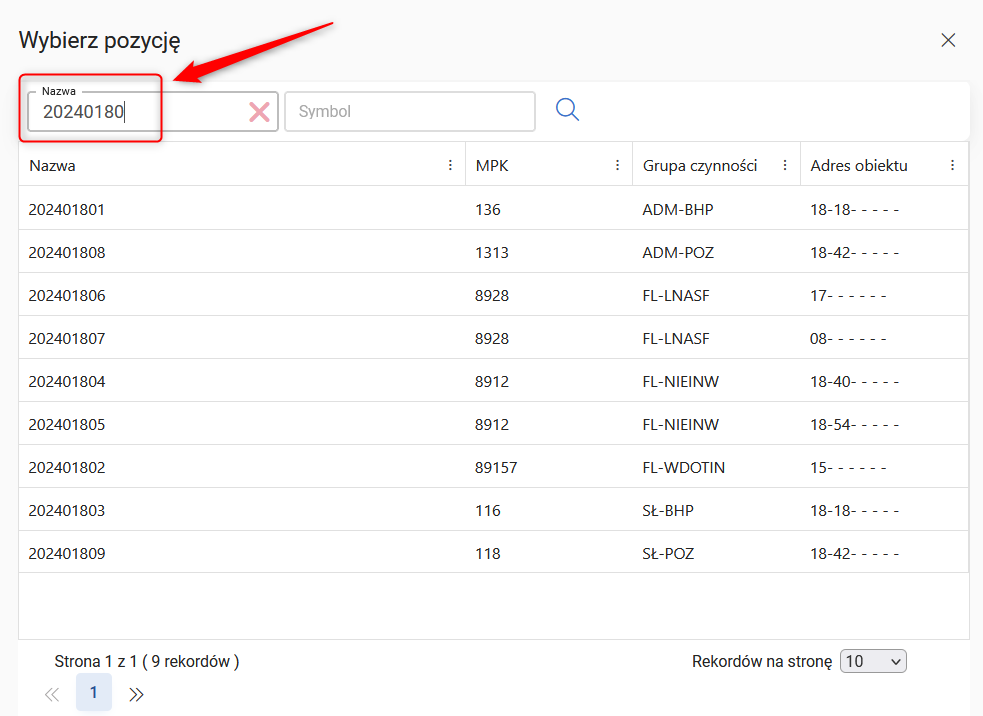 Wybierz pozycję
Nazwa
20240180
Symbol
Nazwa MPK Grupa czynności Adres obiektu
202401801 136 ADM-BHP 18-18- - - - -
202401808 1313 ADM-POZ 18-42- - - - -
202401806 8928 FL-LNASF 17- - - - - -
202401807 8928 FL-LNASF 08- - - - - -
202401804 8912 FL-NIEINW 18-40- - - - -
202401805 8912 FL-NIEINW 18-54- - - - -
202401802 89157 FL-WDOTIN 15- - - - - -
202401803 116 SŁ-BHP 18-18- - - - -
202401809 118 SŁ-POZ 18-42- - - - -
Strona 1 z 1 ( 9 rekordów ) Rekordów na stronę 10
1